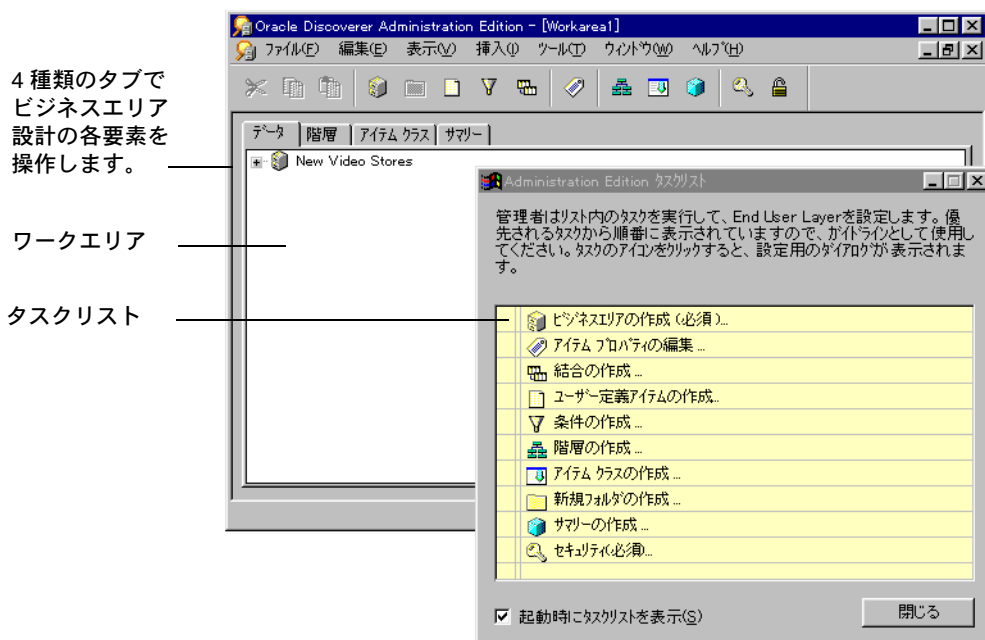 Oracle Discoverer Administration Edition - [Workarea1]
ファイル(F) 編集(E) 表示(V) 挿入(I) ツール(T) ウィンドウ(W) ヘルプ(H)
4 種類のタブで
ビジネスエリア
設計の各要素を
操作します。
データ 階層 アイテム クラス サマリー
New Video Stores
ワークエリア
タスクリスト
Administration Edition タスクリスト
管理者はリスト内のタスクを実行して、End User Layerを設定します。優
先されるタスクから順番に表示されていますので、ガイドラインとして使用し
てください。タスクのアイコンをクリックすると、設定用のダイアログが表示されま
す。
ビジネスエリアの作成 (必須)...
アイテム プロパティの編集 ...
結合の作成 ...
ユーザー定義アイテムの作成...
条件の作成 ...
階層の作成 ...
アイテム クラスの作成 ...
新規フォルダの作成 ...
サマリーの作成 ...
セキュリティ(必須)...
起動時にタスクリストを表示(S)
閉じる